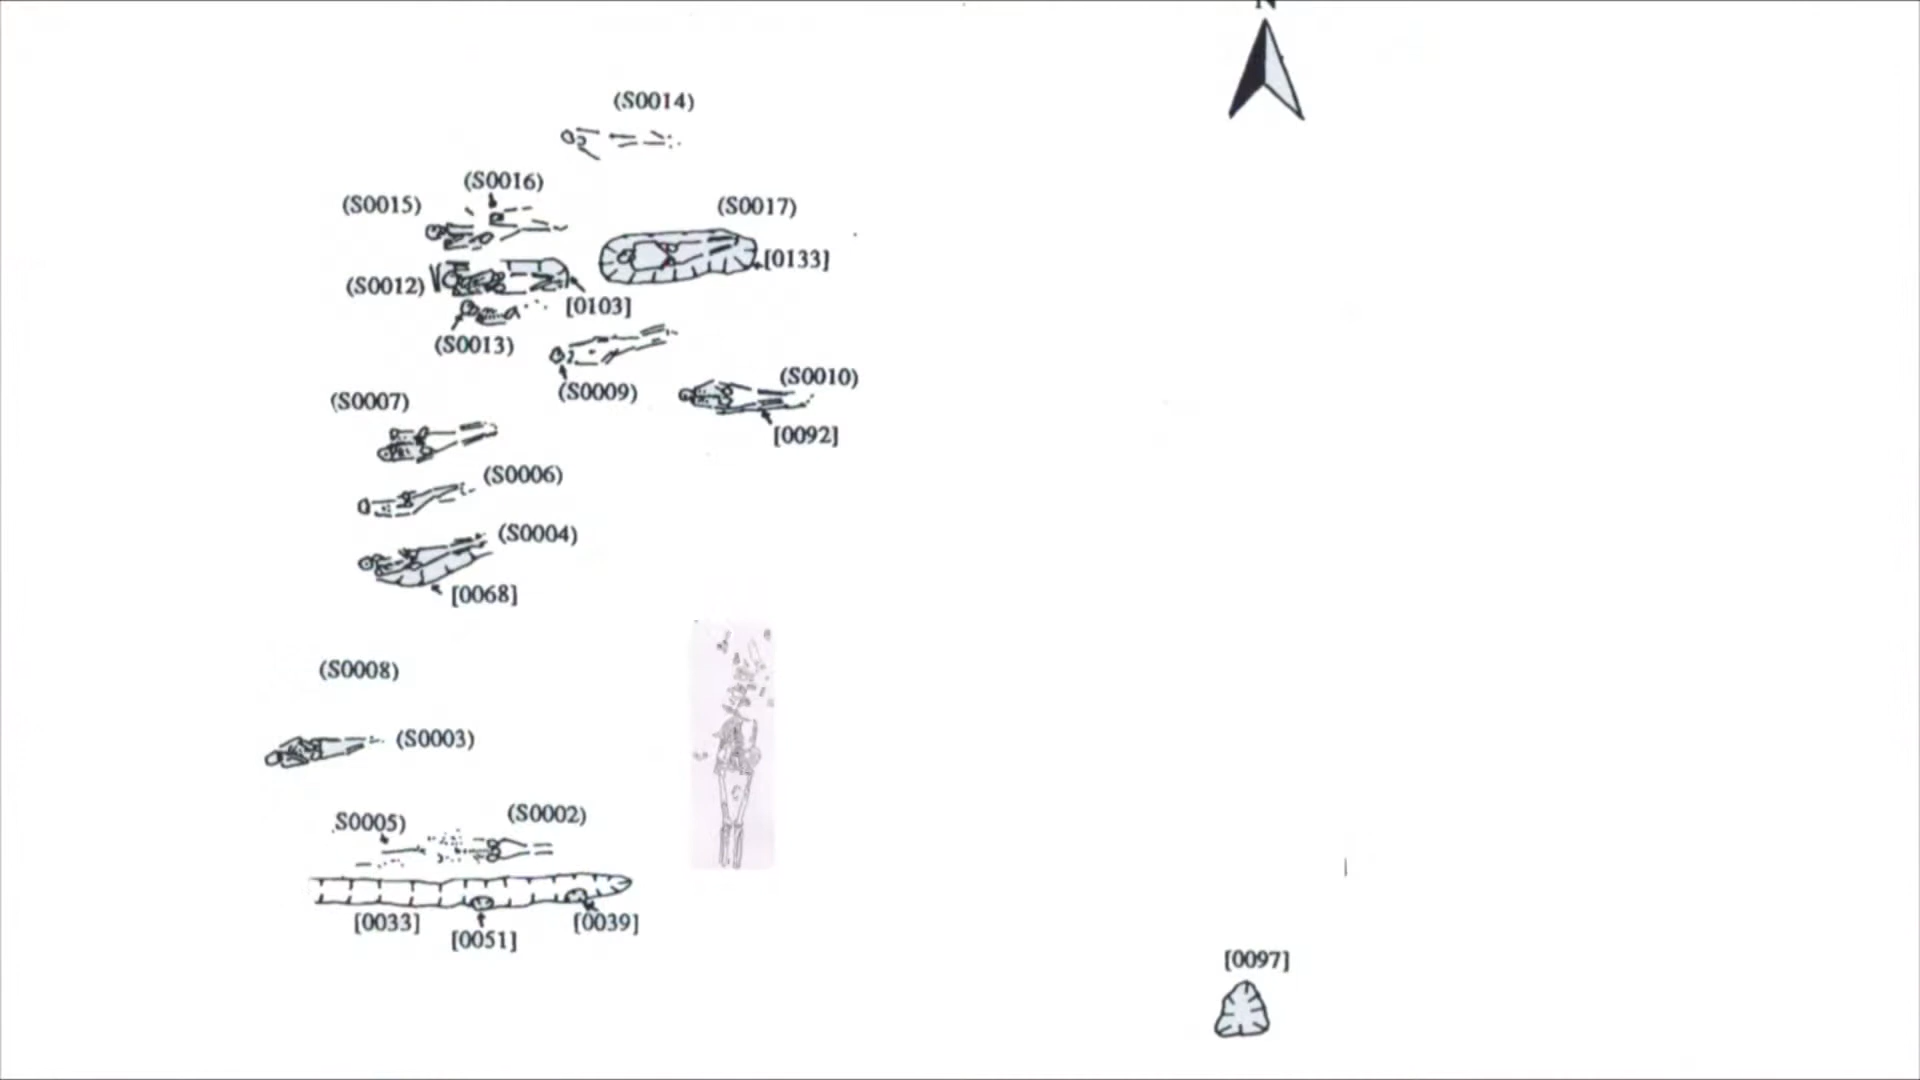 N
(S0014)
(S0016)
(S0015)
(S0017)
[0133]
(S0012)
[0103]
(S0013)
(S0010)
(S0009)
(S0007)
[0092]
(S0006)
(S0004)
[0068]
(S0008)
(S0003)
(S0002)
S0005)
[0033]
[0039]
[0051]
[0097]